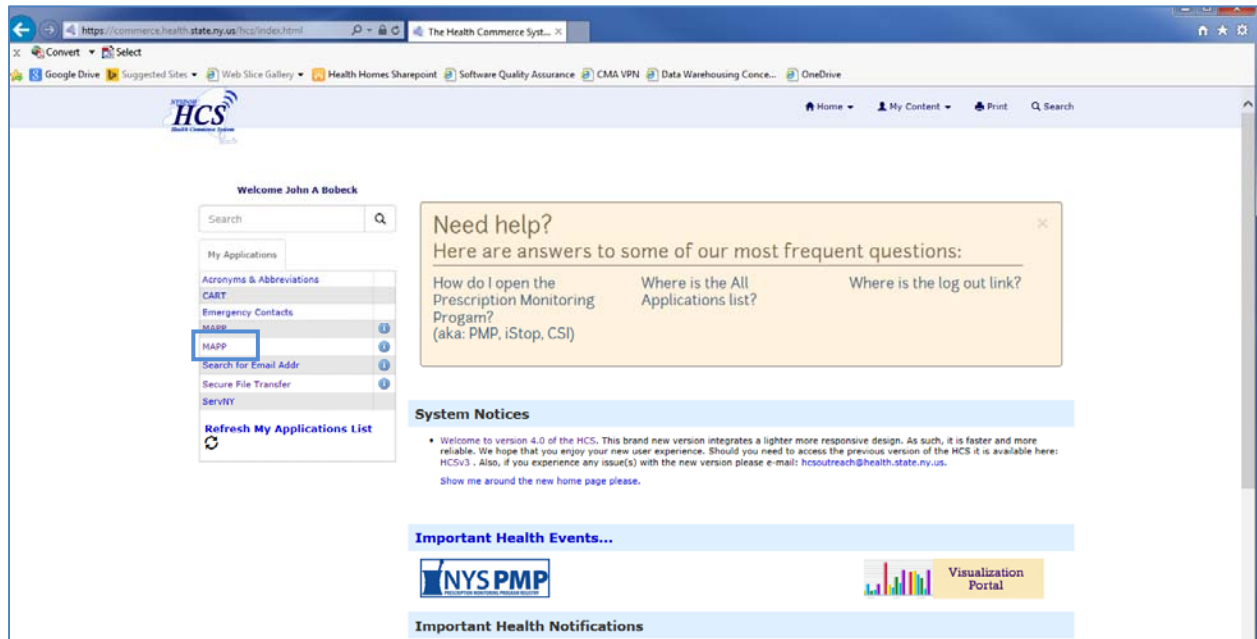 https://commerce.health.state.ny.us/hcs/index.html
The Health Commerce Syst...
x Convert Select
Google Drive Suggested Sites Web Slice Gallery Health Homes Sharepoint Software Quality Assurance CMA VPN Data Warehousing Conce... OneDrive
NYSDOH
HCS
Health Commerce System
Home My Content Print Search
Welcome John A Bobeck
Search
My Applications
Acronyms & Abbreviations
CART
Emergency Contacts
MAPP
MAPP
Search for Email Addr
Secure File Transfer
ServNY
Refresh My Applications List
Need help?
Here are answers to some of our most frequent questions:
How do I open the
Prescription Monitoring
Progam?
(aka: PMP, iStop, CSI)
Where is the All
Applications list?
Where is the log out link?
System Notices
• Welcome to version 4.0 of the HCS. This brand new version integrates a lighter more responsive design. As such, it is faster and more
reliable. We hope that you enjoy your new user experience. Should you need to access the previous version of the HCS it is available here:
HCSv3 . Also, if you experience any issue(s) with the new version please e-mail: hcsoutreach@health.state.ny.us.
Show me around the new home page please.
Important Health Events...
NYS PMP
PRESCRIPTION MONITORING PROGRAM REGISTRY
Visualization
Portal
Important Health Notifications